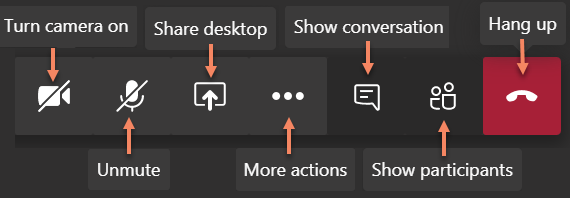 Turn camera on
Share desktop
Show conversation
Hang up
Unmute
More actions
Show participants